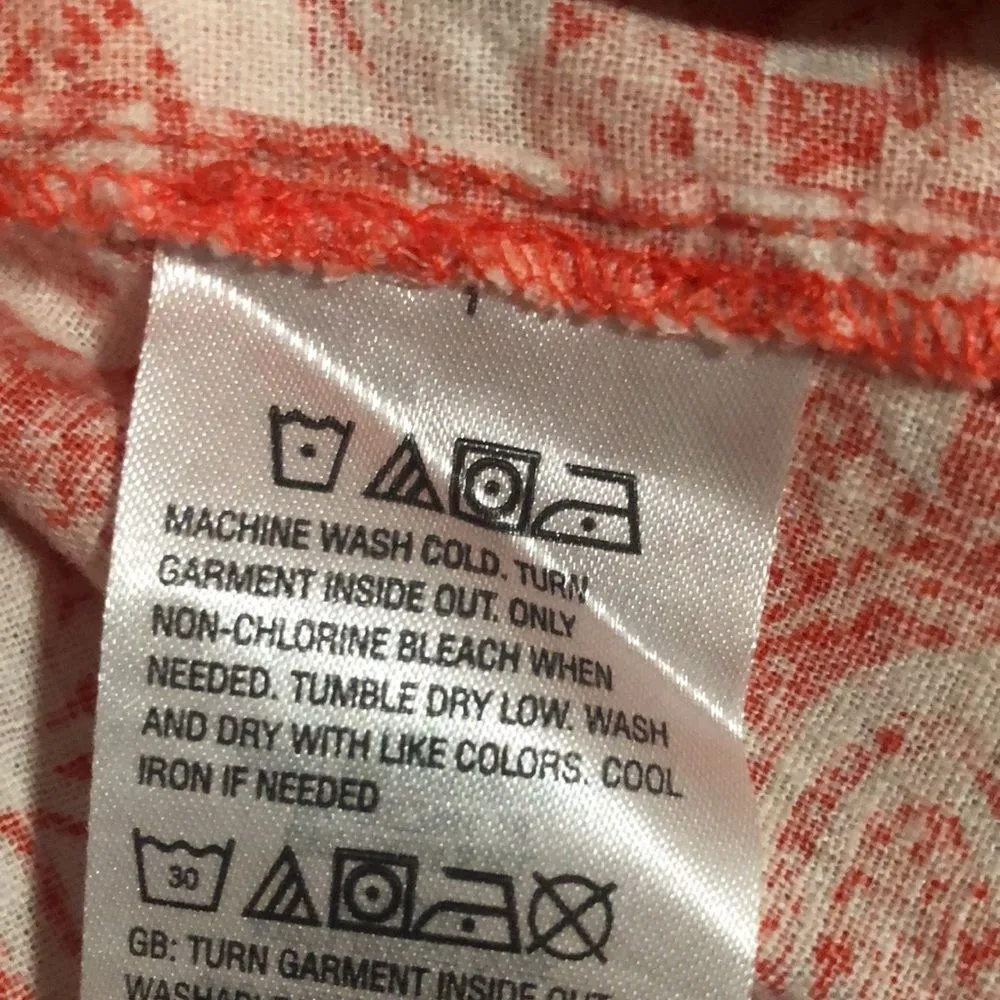 MACHINE WASH COLD. TURN
GARMENT INSIDE OUT. ONLY
NON-CHLORINE BLEACH WHEN
NEEDED. TUMBLE DRY LOW. WASH
AND DRY WITH LIKE COLORS. COOL
IRON IF NEEDED
30
GB: TURN GARMENT INSIDE OUT